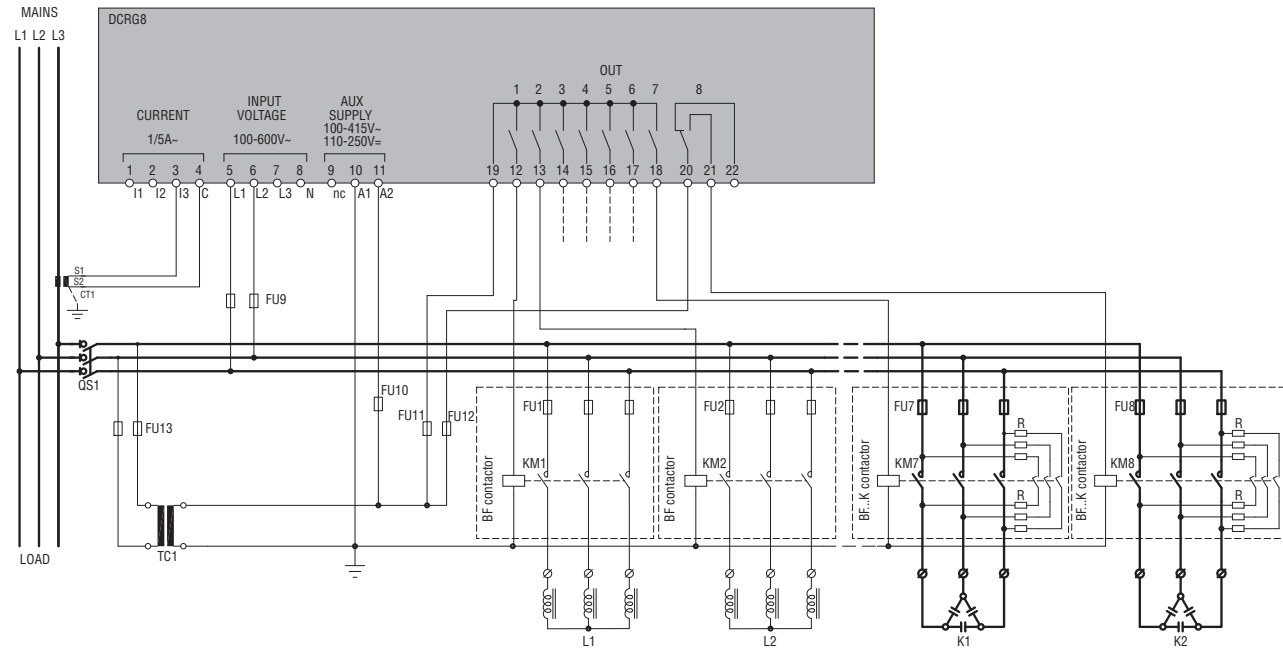 MAINS
L1 L2 L3
DCRG8
OUT
1 2 3 4 5 6 7 8
CURRENT
1/5A~
INPUT
VOLTAGE
100-600V~
AUX
SUPPLY
100-415V~
110-250V=
1 2 3 4 5 6 7 8 9 10 11 19 12 13 14 15 16 17 18 20 21 22
I1 I2 I3 C L1 L2 L3 N nc A1 A2
S1
S2
CT1
FU9
QS1
FU10
FU11 FU12
FU13
FU1
FU2
FU7
FU8
R
R
KM1
KM2
KM7
KM8
BF contactor
BF contactor
BF...K contactor
BF...K contactor
R
R
LOAD
TC1
L1
L2
K1
K2